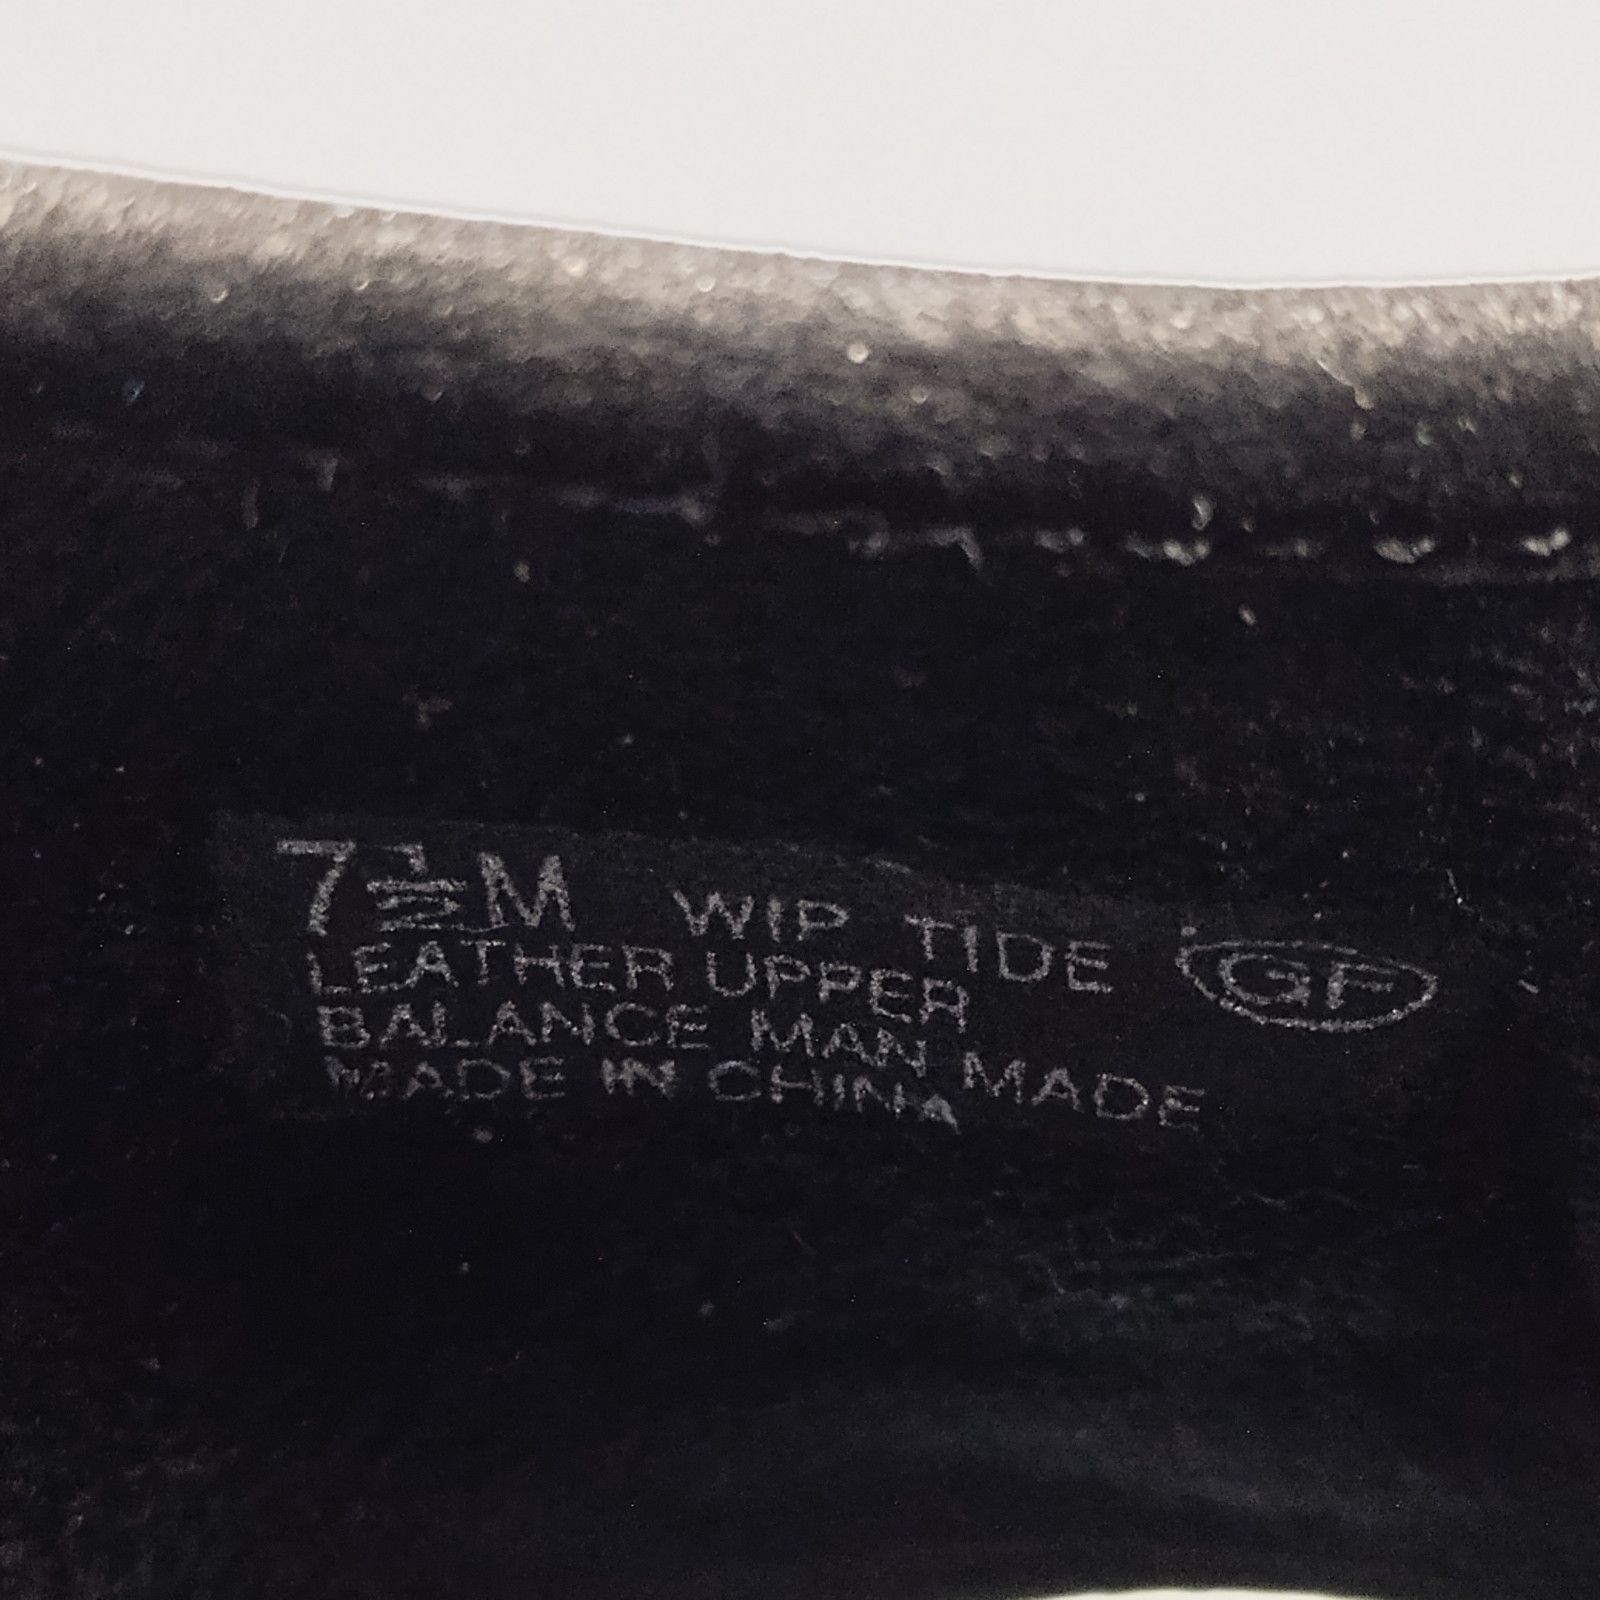 7½M WIP TIDE GF
LEATHER UPPER
BALANCE MAN MADE
MADE IN CHINA